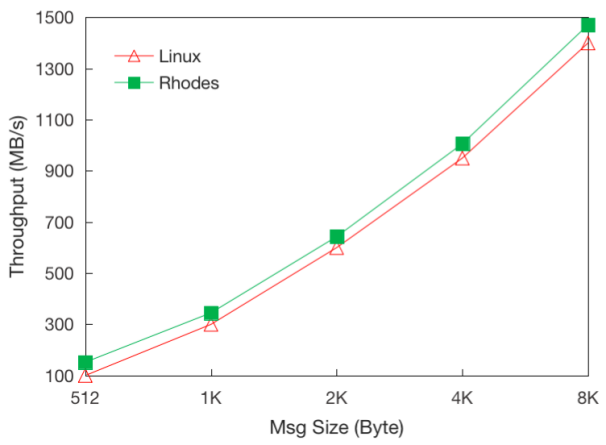 1500
1300
1100
900
700
500
300
100
Throughput (MB/s)
Linux
Rhodes
512 1K 2K 4K 8K
Msg Size (Byte)